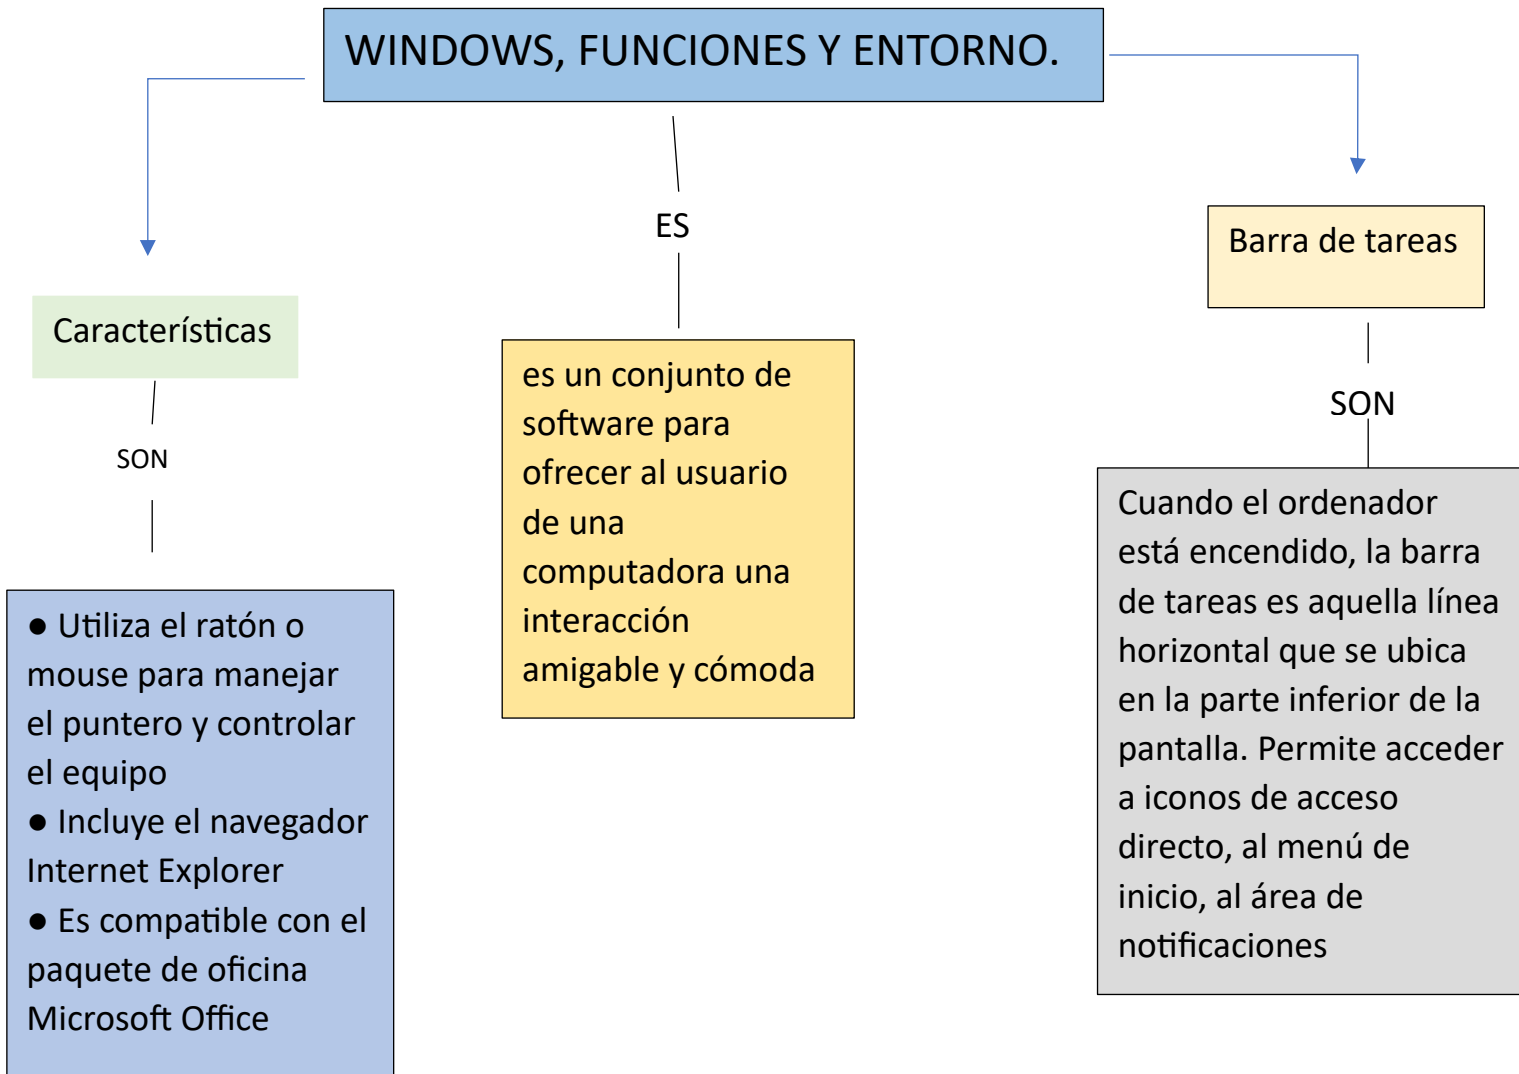 WINDOWS, FUNCIONES Y ENTORNO.
Características
SON
● Utiliza el ratón o
mouse para manejar
el puntero y controlar
el equipo
● Incluye el navegador
Internet Explorer
● Es compatible con el
paquete de oficina
Microsoft Office
ES
es un conjunto de
software para
ofrecer al usuario
de una
computadora una
interacción
amigable y cómoda
Barra de tareas
SON
Cuando el ordenador
está encendido, la barra
de tareas es aquella línea
horizontal que se ubica
en la parte inferior de la
pantalla. Permite acceder
a iconos de acceso
directo, al menú de
inicio, al área de
notificaciones